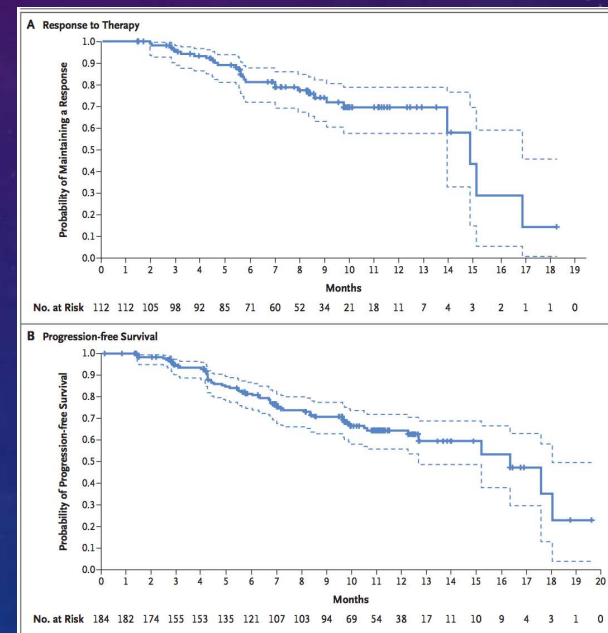 A Response to Therapy
Probability of Maintaining a Response
1.0
0.9
0.8
0.7
0.6
0.5
0.4
0.3
0.2
0.1
0.0
0 1 2 3 4 5 6 7 8 9 10 11 12 13 14 15 16 17 18 19
Months
No. at Risk 112 112 105 98 92 85 71 60 52 34 21 18 11 7 4 3 2 1 1 0
B Progression-free Survival
Probability of Progression-free Survival
1.0
0.9
0.8
0.7
0.6
0.5
0.4
0.3
0.2
0.1
0.0
0 1 2 3 4 5 6 7 8 9 10 11 12 13 14 15 16 17 18 19 20
Months
No. at Risk 184 182 174 155 153 135 121 107 103 94 69 54 38 17 11 10 9 4 3 1 0